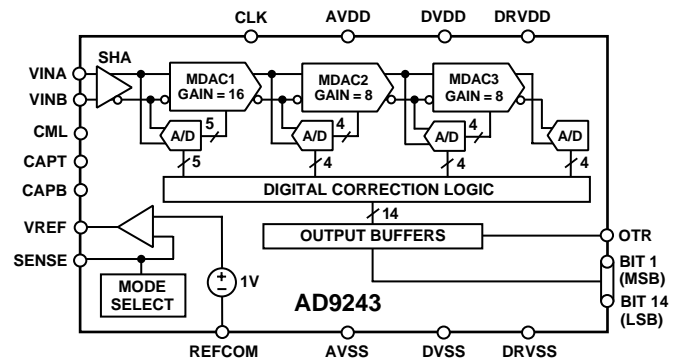 CLK AVDD DVDD DRVDD
SHA
VINA
VINB
MDAC1
GAIN = 16
MDAC2
GAIN = 8
MDAC3
GAIN = 8
CML
A/D
5
A/D
4
A/D
4
A/D
5
4
4
4
CAPT
CAPB
DIGITAL CORRECTION LOGIC
14
VREF
OUTPUT BUFFERS
OTR
SENSE
BIT 1
(MSB)
MODE
SELECT
1V
AD9243
BIT 14
(LSB)
REFCOM AVSS DVSS DRVSS